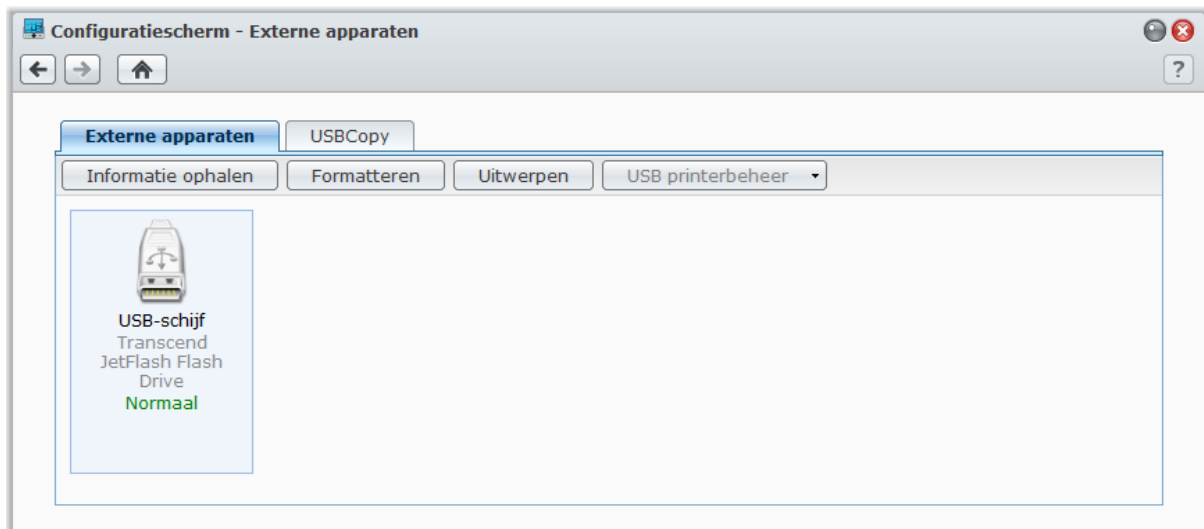 Configuratiescherm - Externe apparaten
?
Externe apparaten USBCopy
Informatie ophalen Formatteren Uitwerpen USB printerbeheer
USB-schijf
Transcend
JetFlash Flash
Drive
Normaal